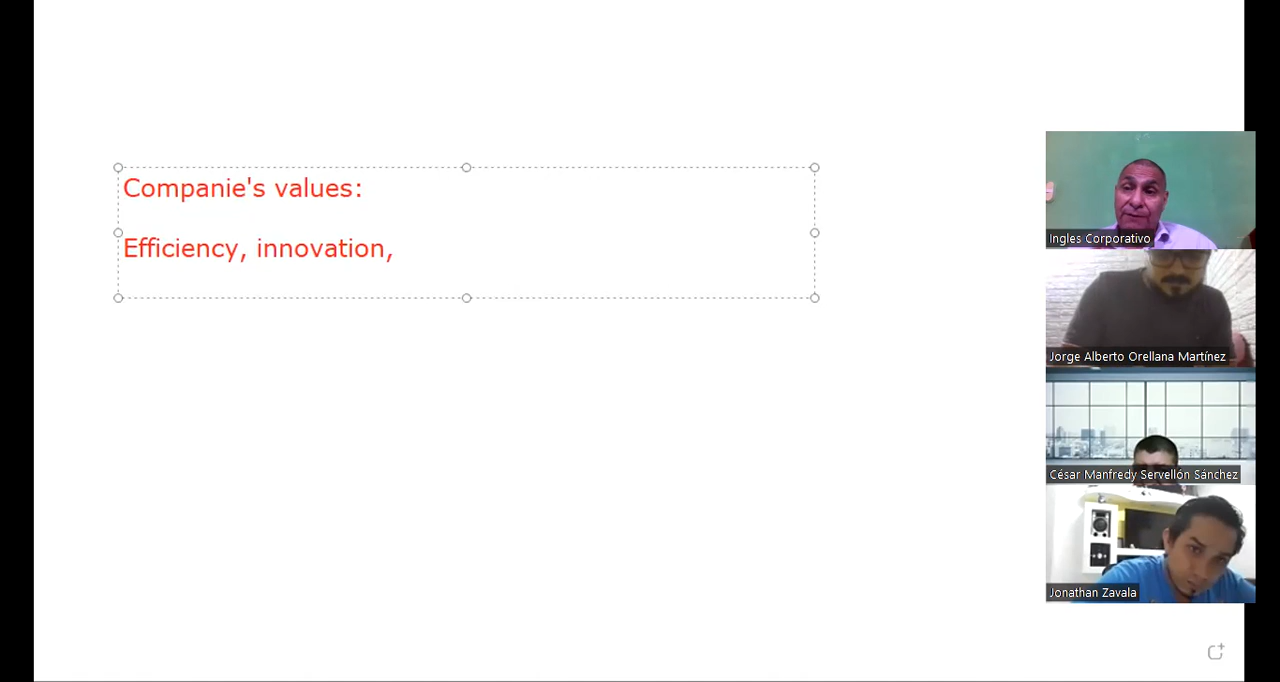 Companie's values:
Efficiency, innovation,
Ingles Corporativo
Jorge Alberto Orellana Martínez
César Manfredy Servellón Sánchez
Jonathan Zavala